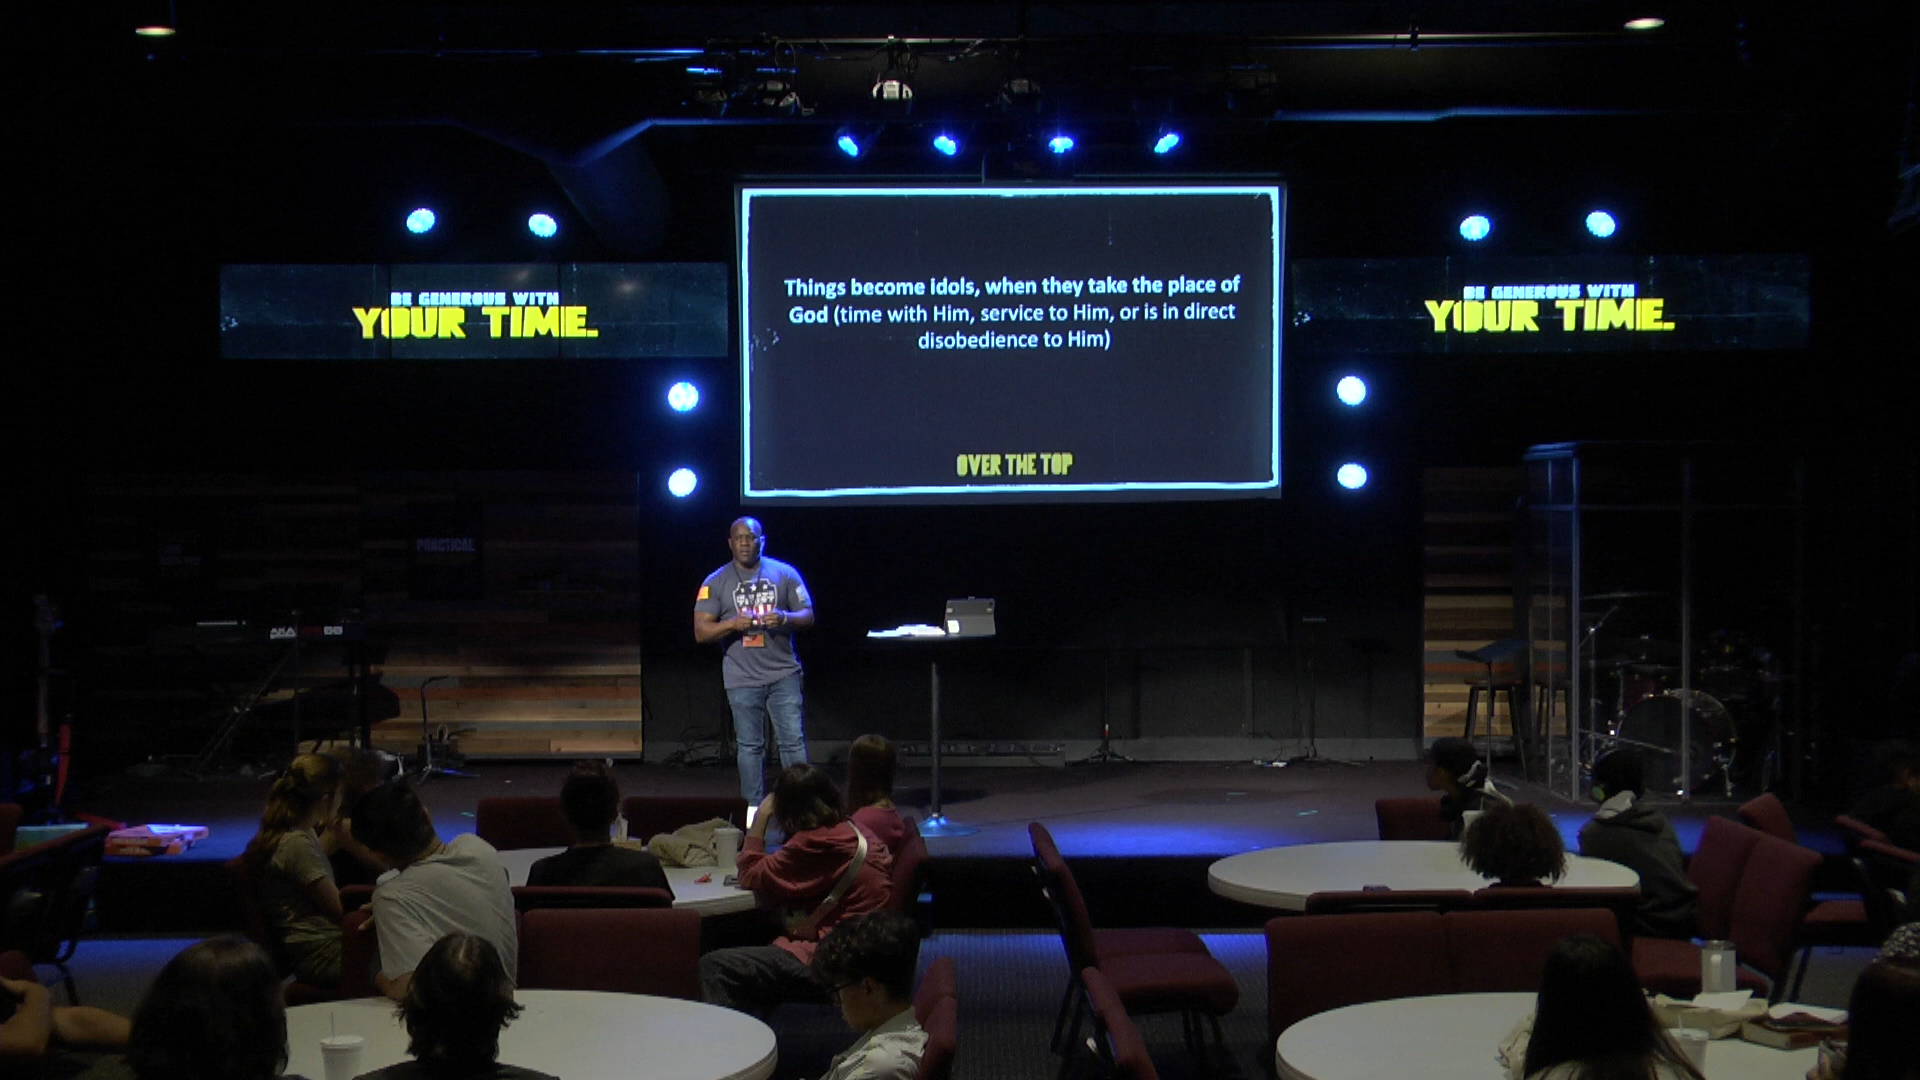 BE GENEROUS WITH
YOUR TIME.
Things become idols, when they take the place of
God (time with Him, service to Him, or is in direct
disobedience to Him)
OVER THE TOP
BE GENEROUS WITH
YOUR TIME.
PRACTICAL